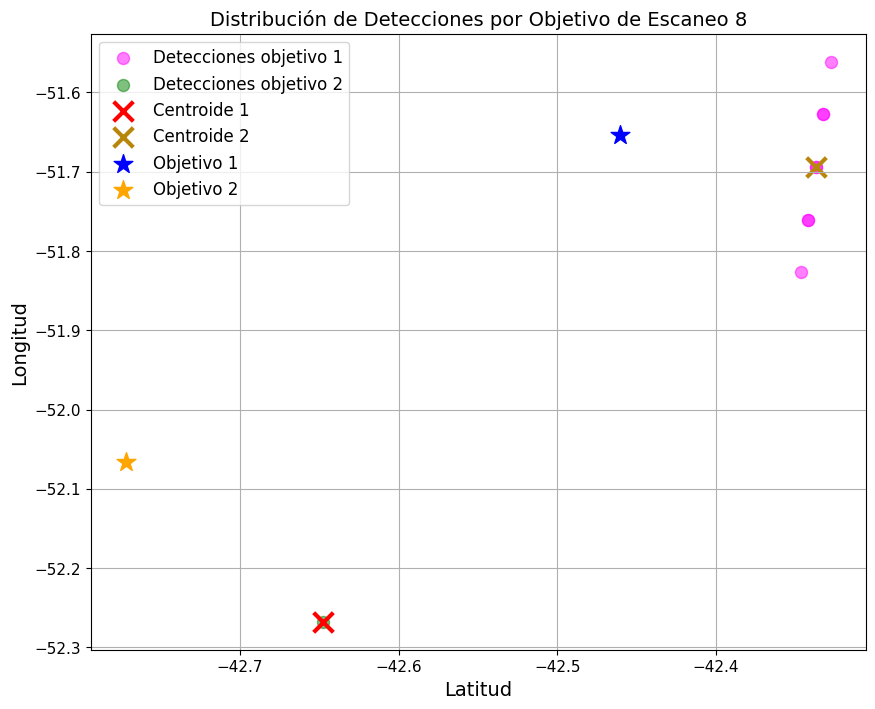 Distribución de Detecciones por Objetivo de Escaneo 8
Detecciones objetivo 1
Detecciones objetivo 2
Centroide 1
Centroide 2
Objetivo 1
Objetivo 2
Longitud
−51.6
−51.7
−51.8
−51.9
−52.0
−52.1
−52.2
−52.3
−42.7
−42.6
−42.5
−42.4
Latitud